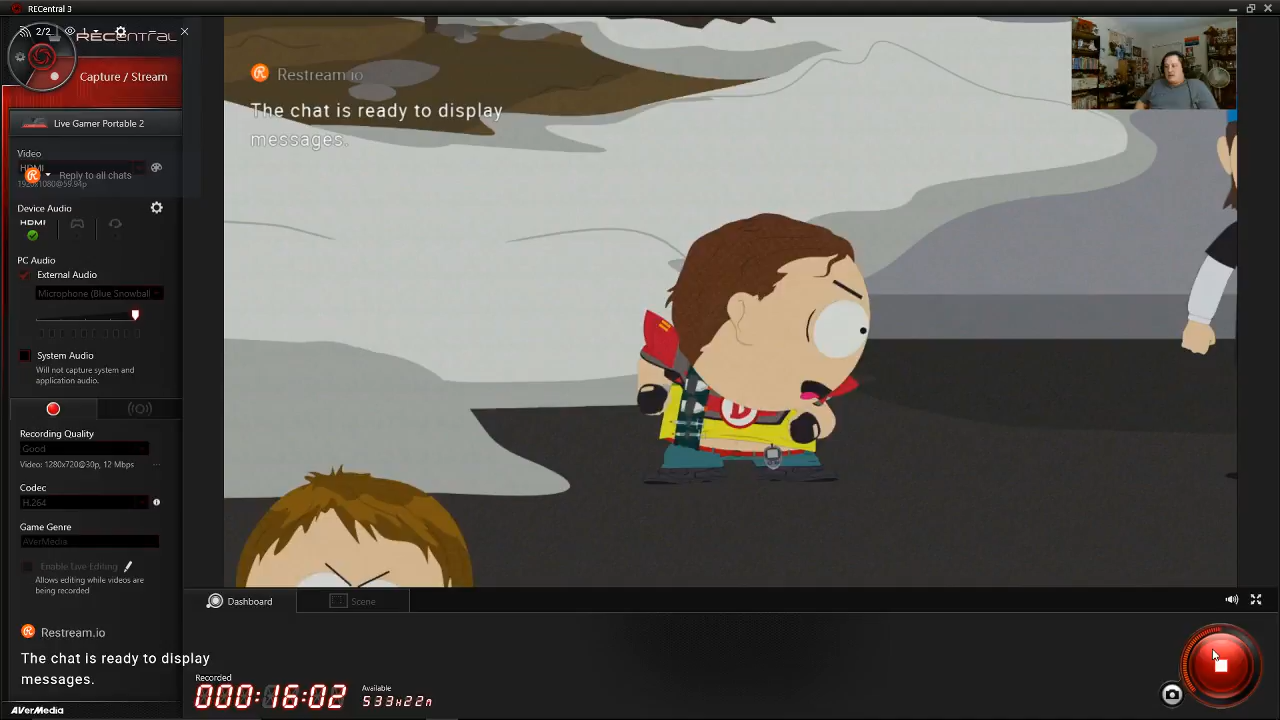 RECentral 3
2/2
RECENTRAL
Capture / Stream
Live Gamer Portable 2
Video
HDMI
1920x1080@59.94p
Reply to all chats
Device Audio
HDMI
PC Audio
External Audio
Microphone (Blue Snowball
System Audio
Will not capture system and
application audio.
Recording Quality
Good
Video: 1280x720@30p, 12 Mbps
...
Codec
H.264
Game Genre
AVerMedia
Enable Live Editing
Allows editing while videos are
being recorded
Restream.io
The chat is ready to display
messages.
AVerMedia
Restream.io
The chat is ready to display
messages.
D
Dashboard
Scene
Recorded
000:16:02
Available
533H22M